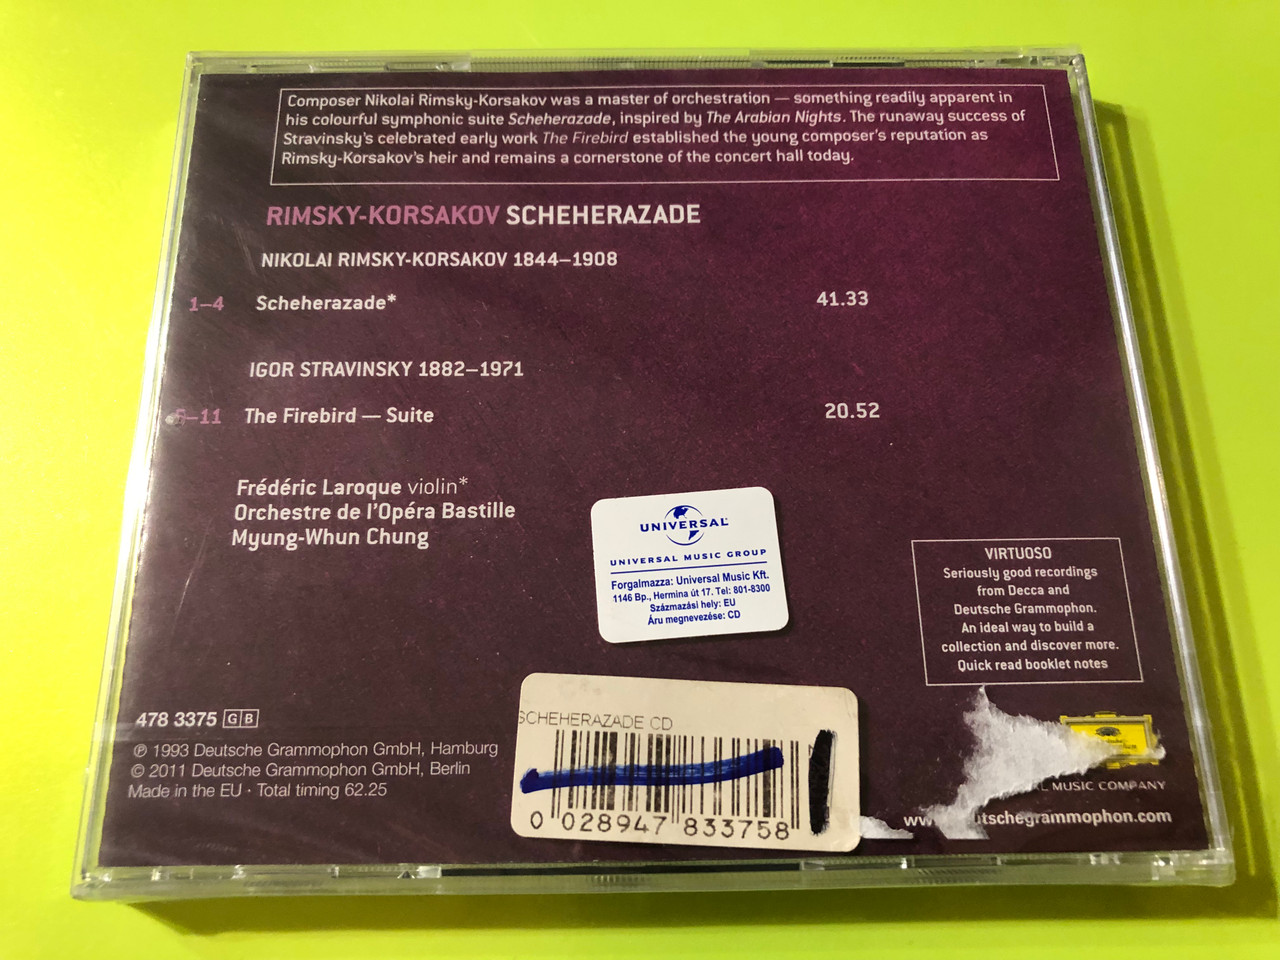 Composer Nikolai Rimsky-Korsakov was a master of orchestration — something readily apparent in
his colourful symphonic suite Scheherazade, inspired by The Arabian Nights. The runaway success of
Stravinsky's celebrated early work The Firebird established the young composer's reputation as
Rimsky-Korsakov's heir and remains a cornerstone of the concert hall today.
RIMSKY-KORSAKOV SCHEHERAZADE
NIKOLAI RIMSKY-KORSAKOV 1844–1908
1–4 Scheherazade* 41.33
IGOR STRAVINSKY 1882–1971
5–11 The Firebird — Suite 20.52
Frédéric Laroque violin*
Orchestre de l'Opéra Bastille
Myung-Whun Chung
UNIVERSAL
UNIVERSAL MUSIC GROUP
Forgalmazza: Universal Music Kft.
1146 Bp., Hermina út 17. Tel: 801-8300
Származási hely: EU
Áru megnevezése: CD
VIRTUOSO
Seriously good recordings
from Decca and
Deutsche Grammophon.
An ideal way to build a
collection and discover more.
Quick read booklet notes
478 3375 GB
℗ 1993 Deutsche Grammophon GmbH, Hamburg
© 2011 Deutsche Grammophon GmbH, Berlin
Made in the EU · Total timing 62.25
SCHEHERAZADE CD
0 028947 833758
MUSIC COMPANY